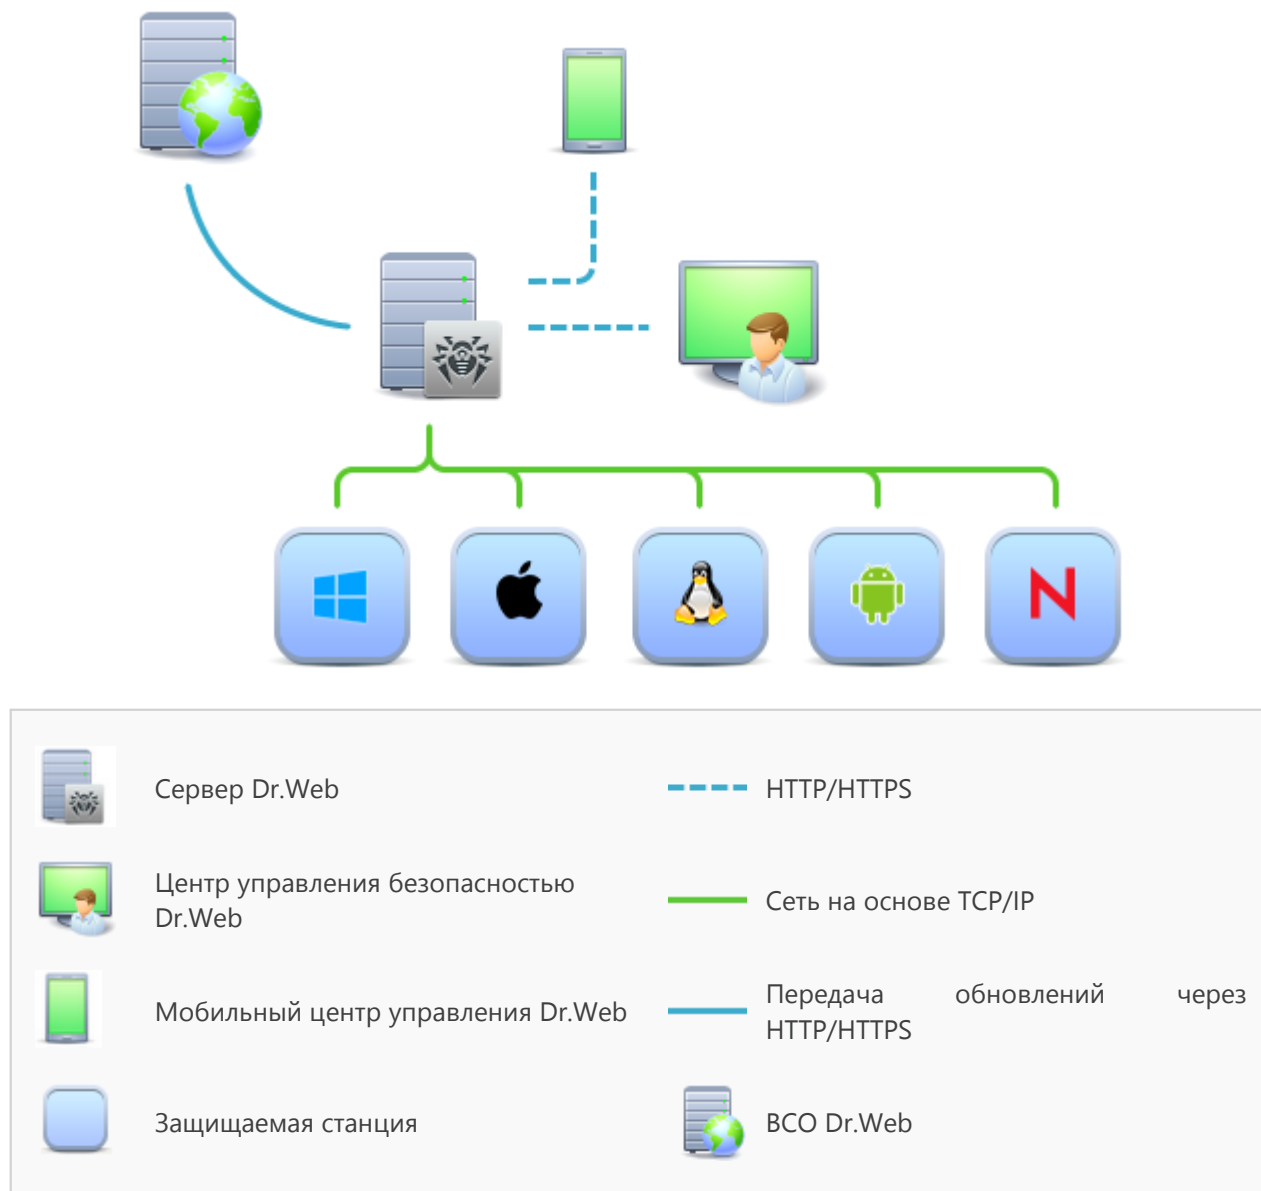 Сервер Dr.Web
HTTP/HTTPS
Центр управления безопасностью
Dr.Web
Сеть на основе TCP/IP
Мобильный центр управления Dr.Web
Передача обновлений через
HTTP/HTTPS
Защищаемая станция
ВСО Dr.Web